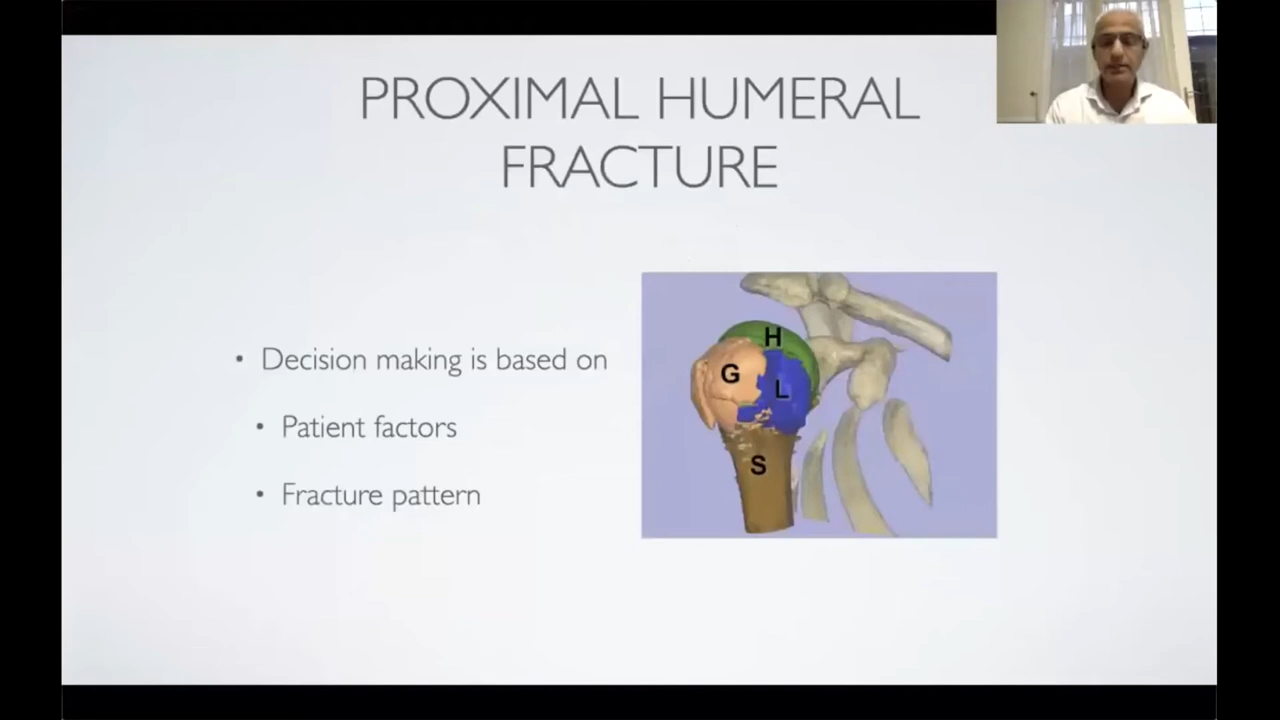 PROXIMAL HUMERAL
FRACTURE
• Decision making is based on
• Patient factors
• Fracture pattern
H
G
L
S